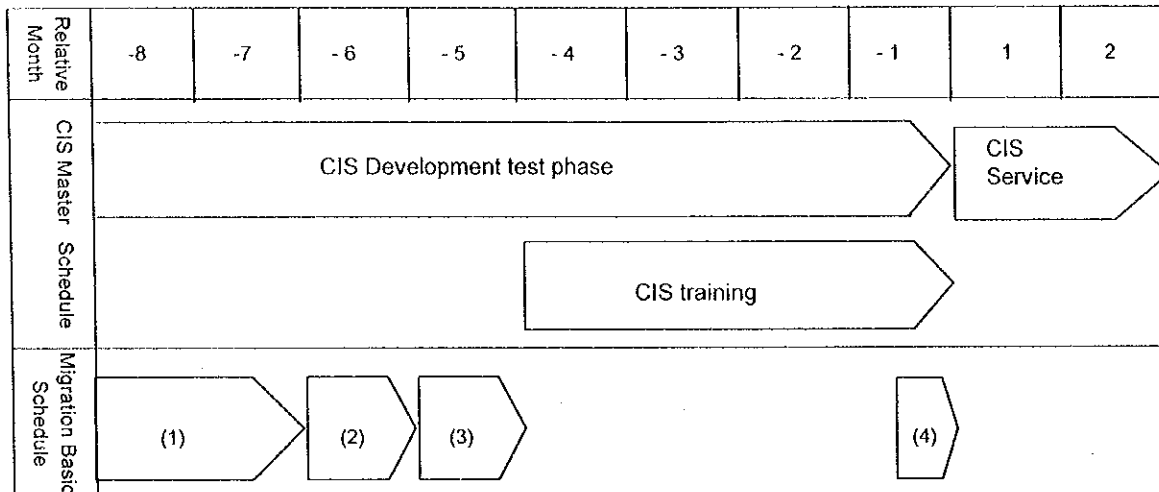 Relative
Month
-8
-7
- 6
- 5
- 4
- 3
- 2
- 1
1
2
CIS Master Schedule
CIS Development test phase
CIS
Service
CIS training
Migration Basic
Schedule
(1)
(2)
(3)
(4)